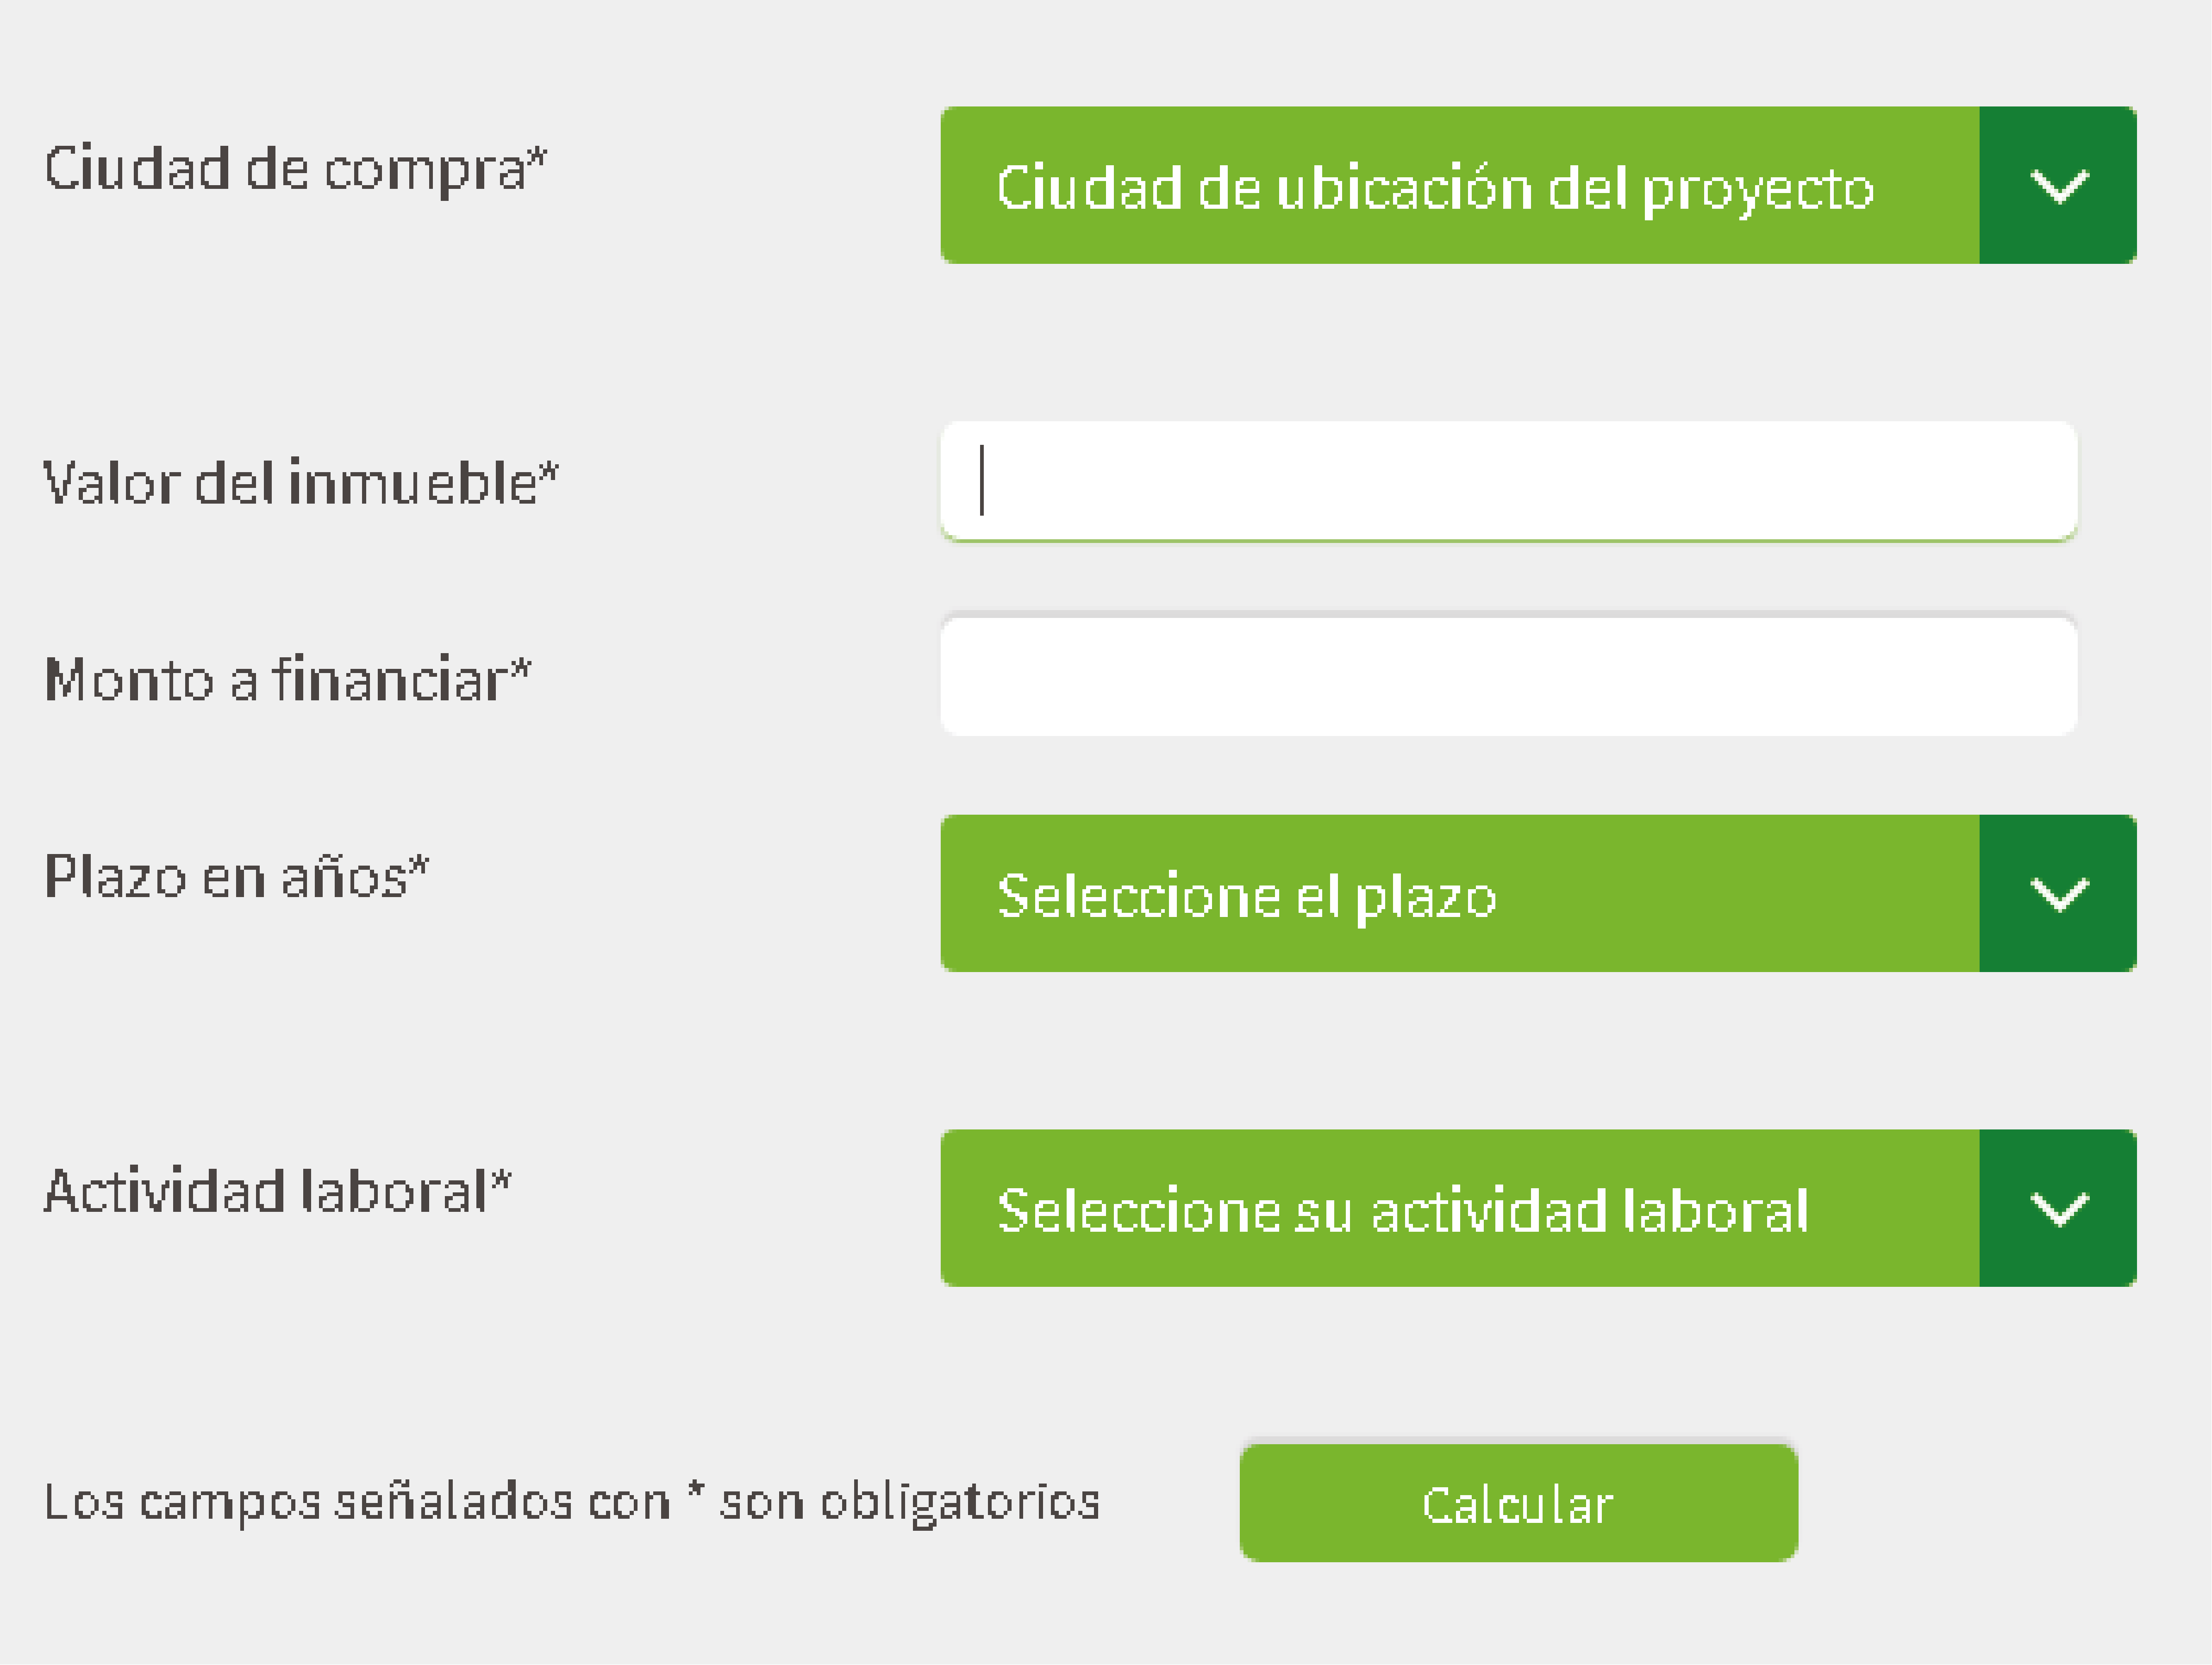 Ciudad de compra*
Ciudad de ubicación del proyecto
Valor del inmueble*
Monto a financiar*
Plazo en años*
Seleccione el plazo
Actividad laboral*
Seleccione su actividad laboral
Los campos señalados con * son obligatorios
Calcular